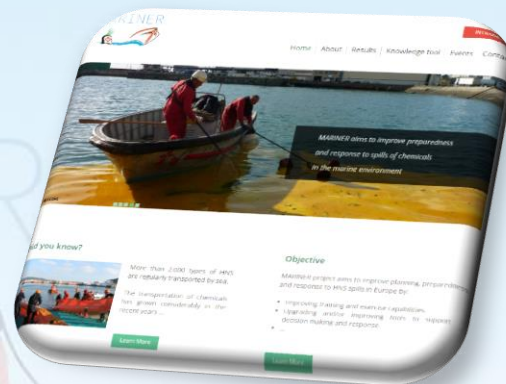 MARINER
Home | About | Results | Knowledge tool | Events
MARINER aims to improve preparedness
and response to spills of chemicals
in the marine environment
you know?
More than 2,000 types of HNS
are regularly transported by sea.
The transportation of chemicals
has grown considerably in the
recent years ...
Learn More
Objective
MARINER project aims to improve planning, preparedness
and response to HNS spills in Europe by:
Improving training and exercise capabilities.
Upgrading and/or improving tools to support
decision making and response.
...
Learn More